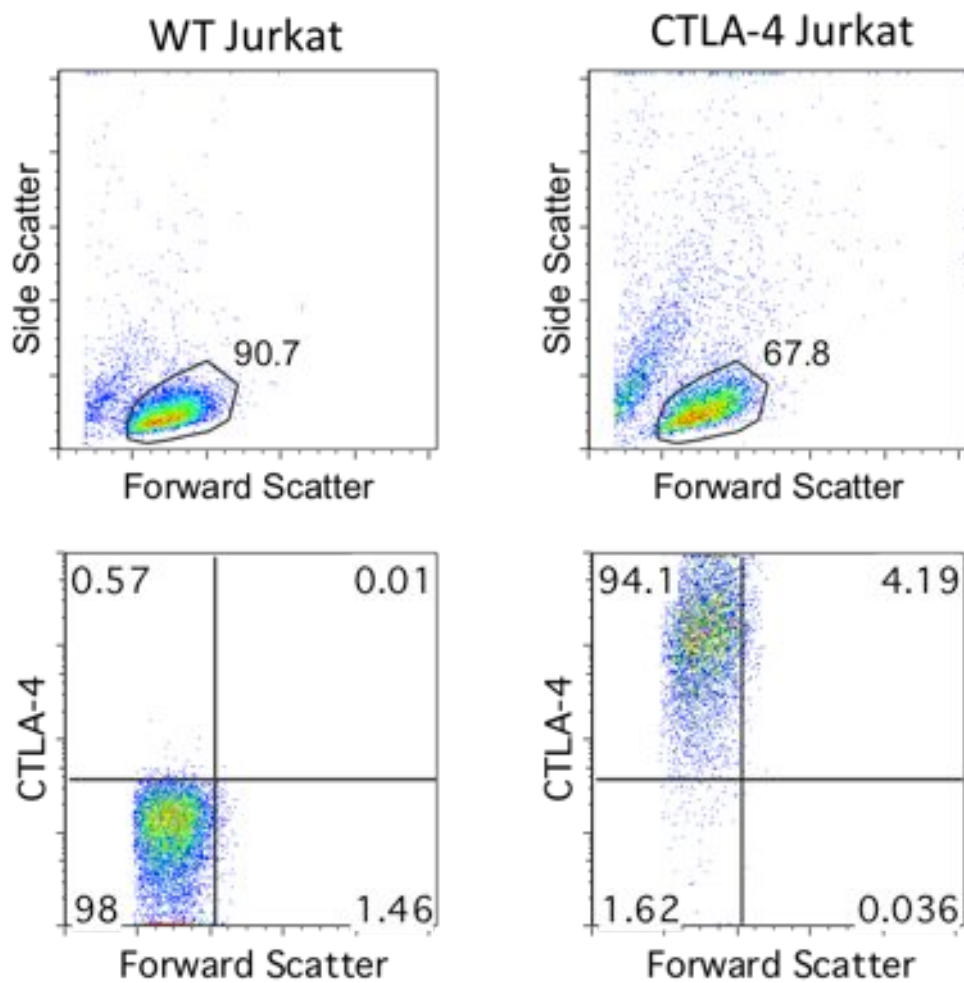 WT Jurkat
CTLA-4 Jurkat
Side Scatter
90.7
Forward Scatter
Side Scatter
67.8
Forward Scatter
CTLA-4
0.57
0.01
98
1.46
Forward Scatter
CTLA-4
94.1
4.19
1.62
0.036
Forward Scatter